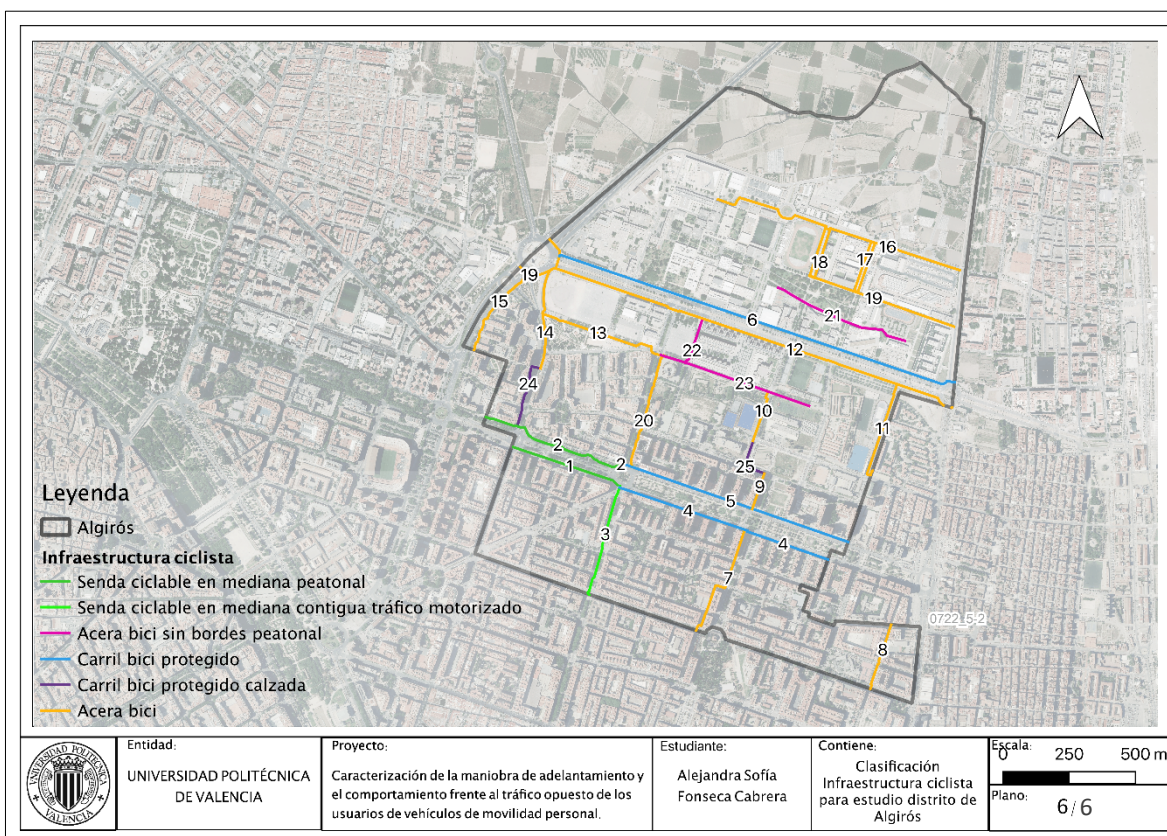 16
18
17
19
19
15
21
6
14
13
12
22
23
24
10
20
11
2
2
25
1
9
5
4
3
4
7
8
0722_5-2
Leyenda
Algirós
Infraestructura ciclista
Senda ciclable en mediana peatonal
Senda ciclable en mediana contigua tráfico motorizado
Acera bici sin bordes peatonal
Carril bici protegido
Carril bici protegido calzada
Acera bici
UNIVERSIDAD POLITÉCNICA
VALENCIA
Entidad:
UNIVERSIDAD POLITÉCNICA
DE VALENCIA
Proyecto:
Caracterización de la maniobra de adelantamiento y
el comportamiento frente al tráfico opuesto de los
usuarios de vehículos de movilidad personal.
Estudiante:
Alejandra Sofía
Fonseca Cabrera
Contiene:
Clasificación
Infraestructura ciclista
para estudio distrito de
Algirós
Escala:
0 250 500 m
Plano:
6/6